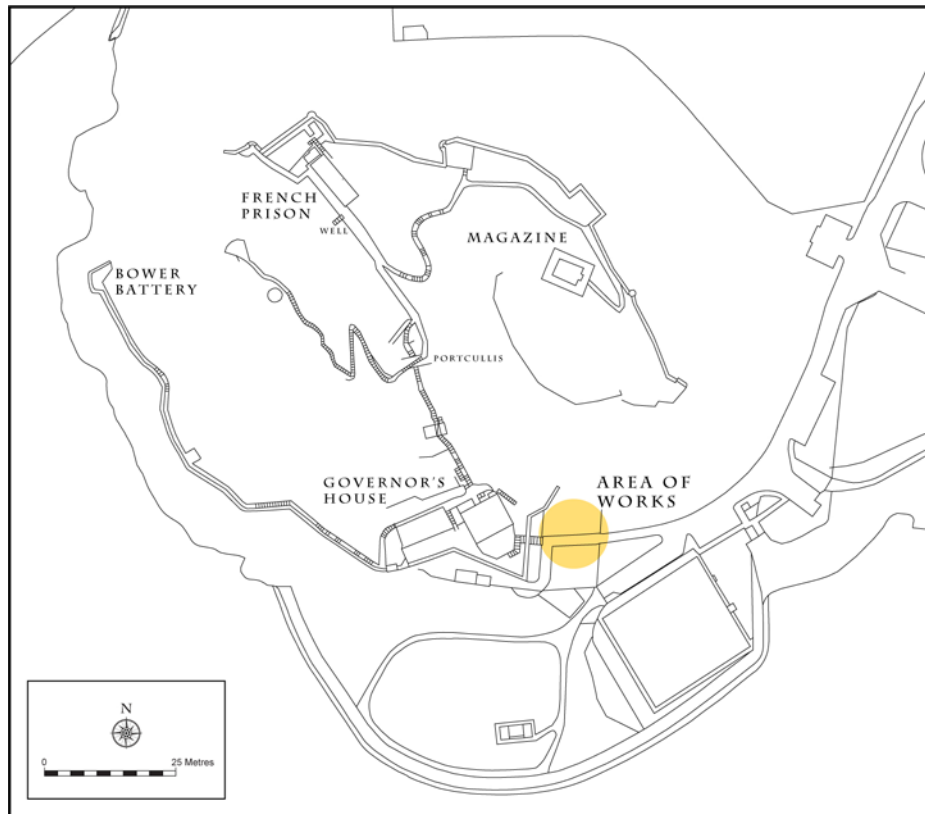 FRENCH
PRISON
WELL
MAGAZINE
BOWER
BATTERY
PORTCULLIS
GOVERNOR'S
HOUSE
AREA OF
WORKS
N
0
25 Metres